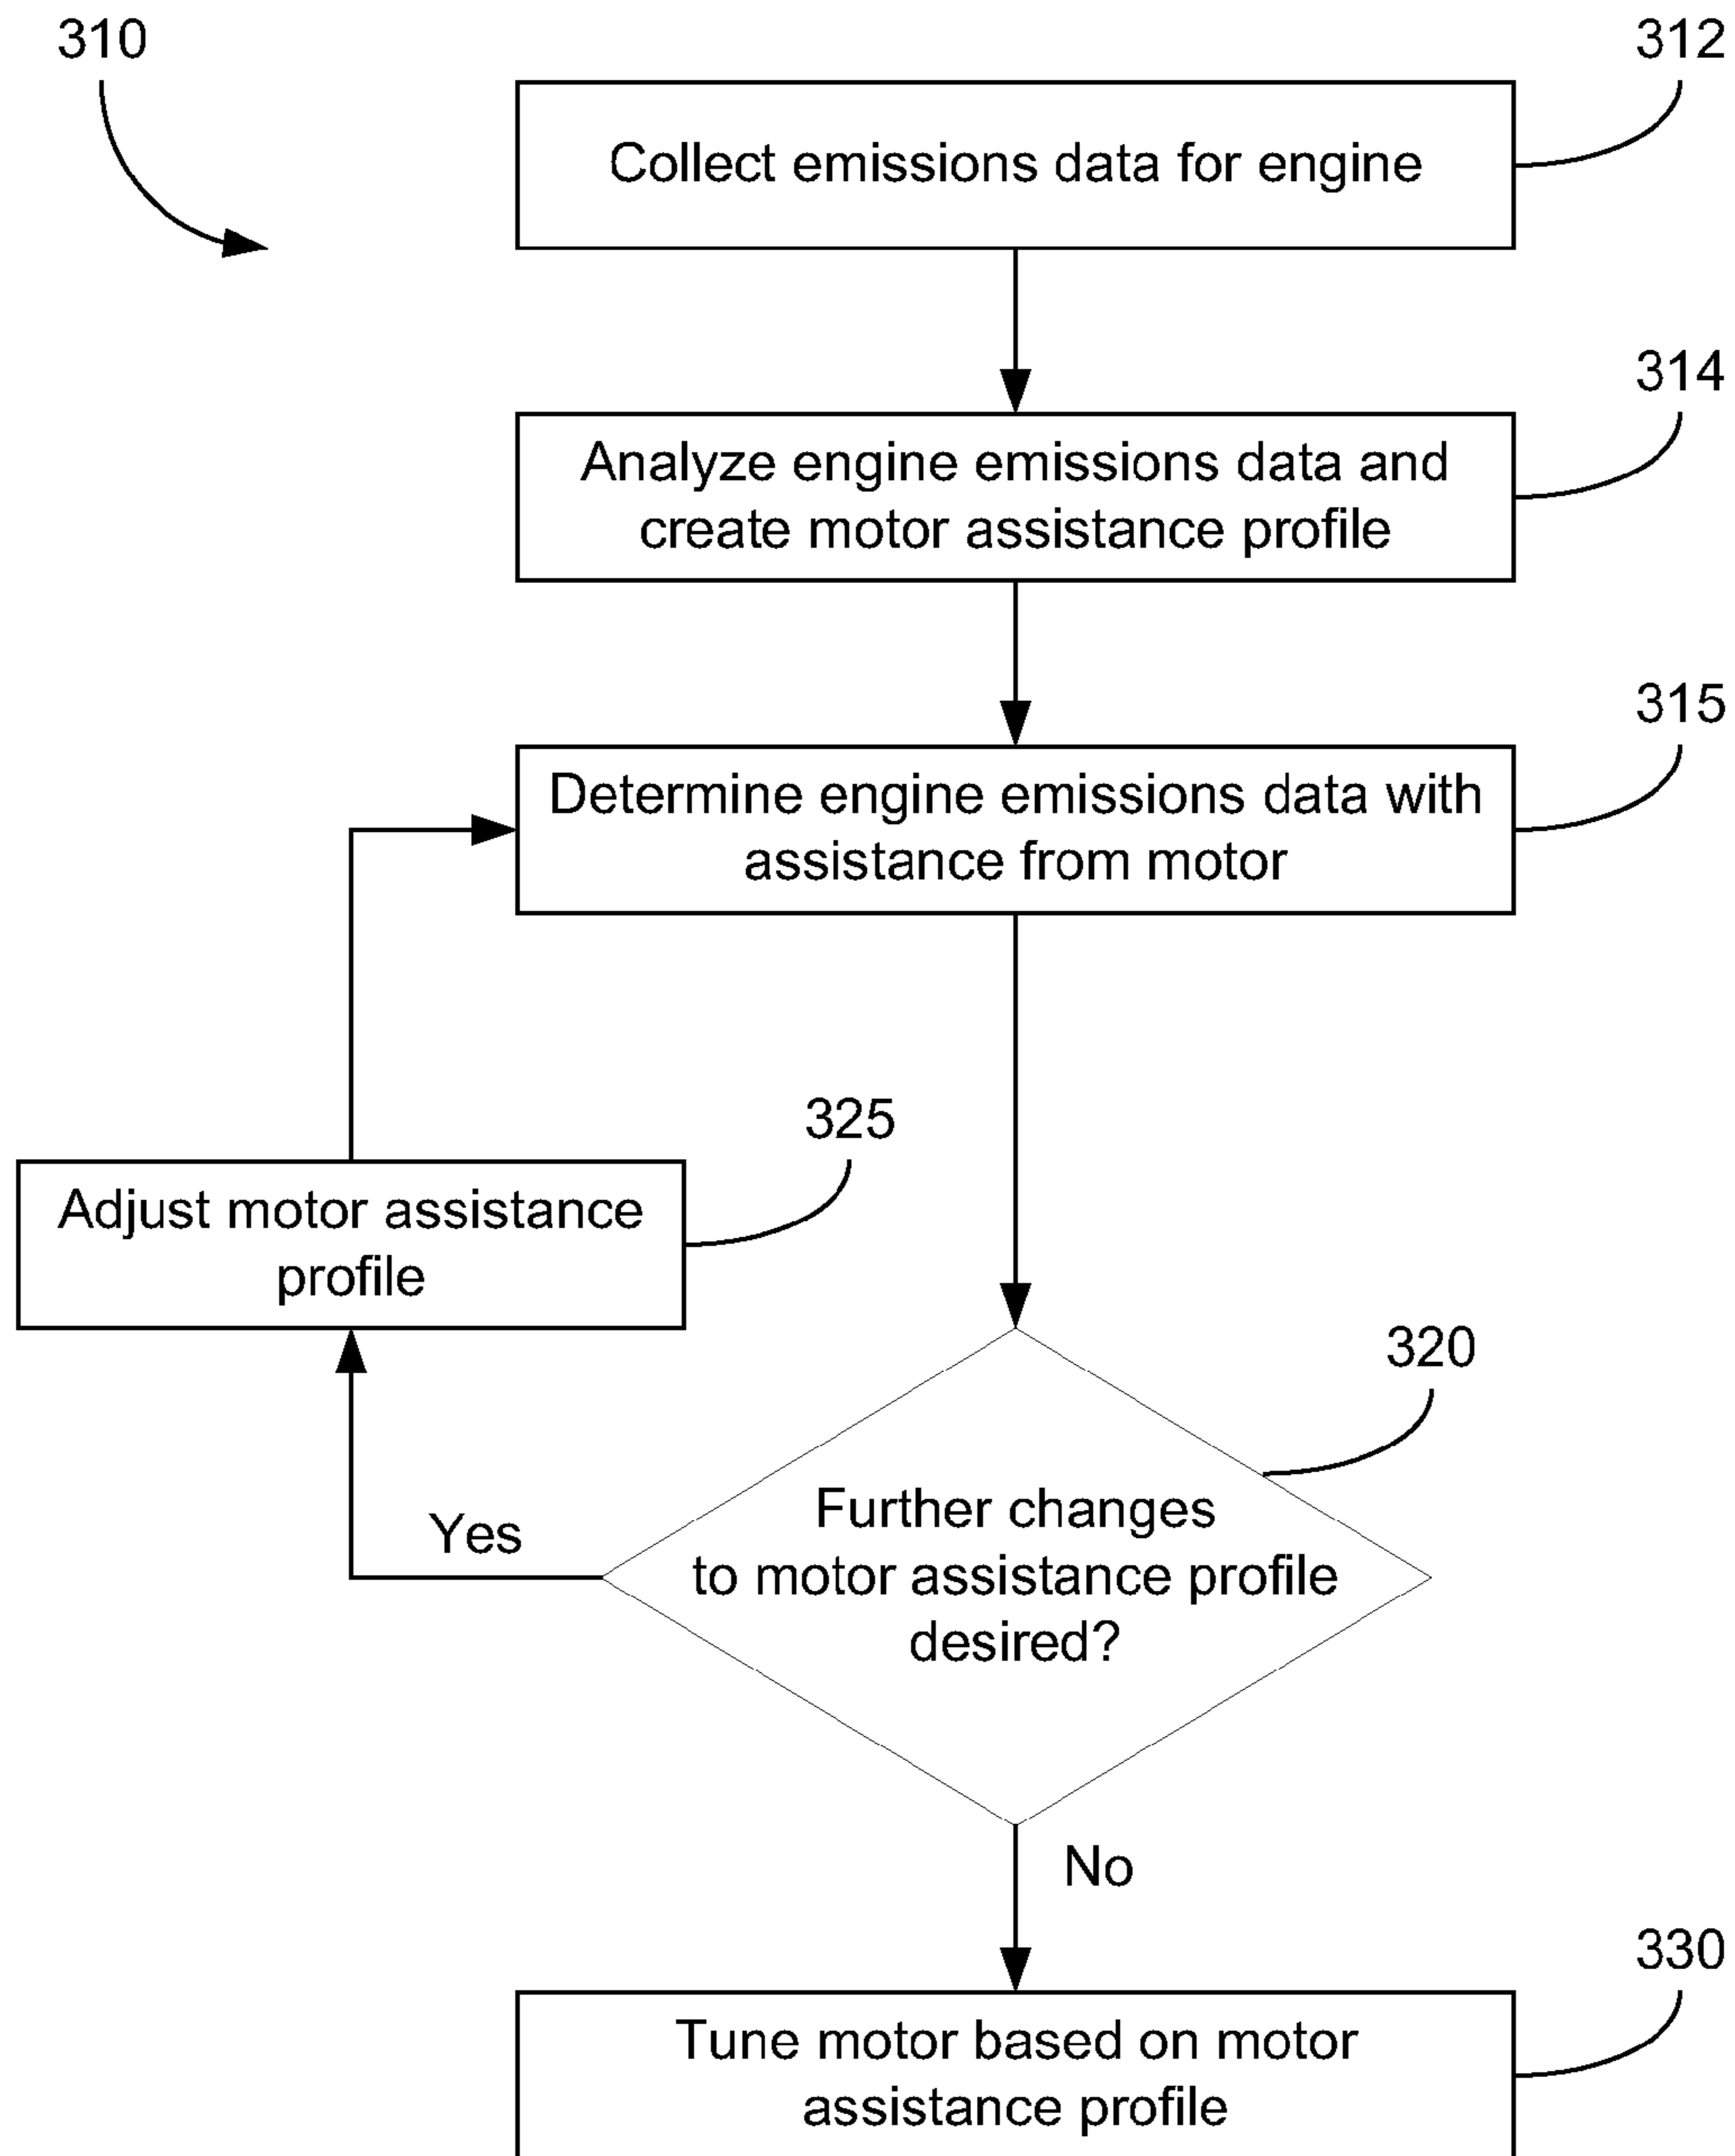 310
312
Collect emissions data for engine
314
Analyze engine emissions data and
create motor assistance profile
315
Determine engine emissions data with
assistance from motor
325
Adjust motor assistance
profile
320
Further changes
to motor assistance profile
desired?
Yes
No
330
Tune motor based on motor
assistance profile